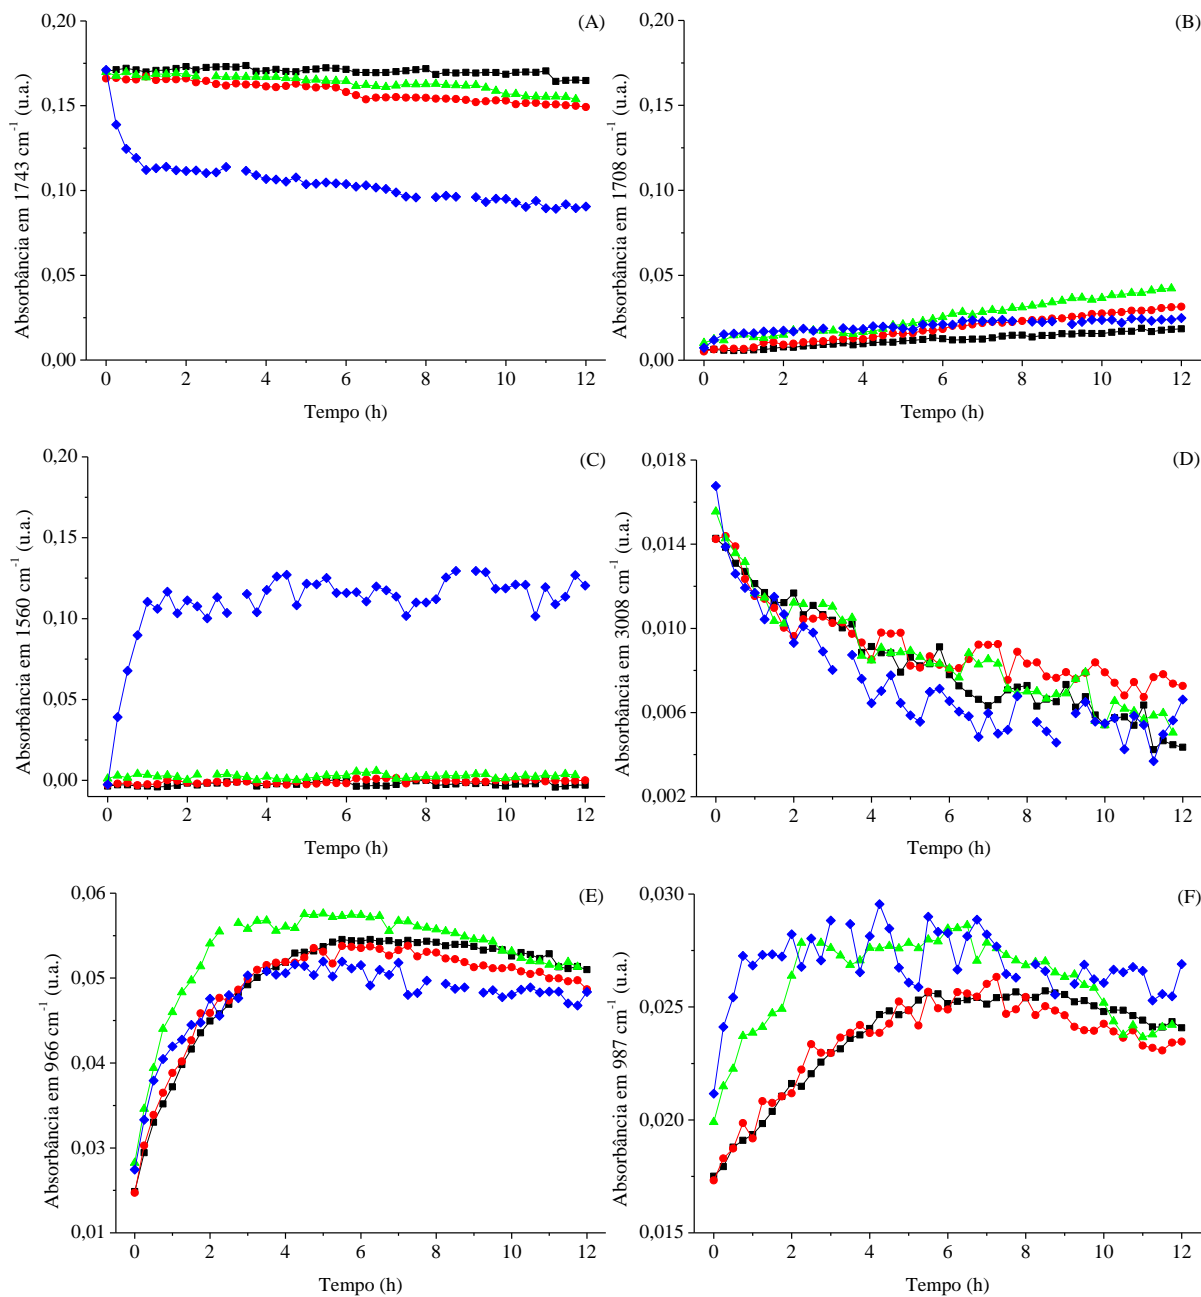 (A)
Absorbância em 1743 cm⁻¹ (u.a.)
0,20
0,15
0,10
0,05
0,00
0 2 4 6 8 10 12
Tempo (h)
(B)
Absorbância em 1708 cm⁻¹ (u.a.)
0,20
0,15
0,10
0,05
0,00
0 2 4 6 8 10 12
Tempo (h)
(C)
Absorbância em 1560 cm⁻¹ (u.a.)
0,20
0,15
0,10
0,05
0,00
0 2 4 6 8 10 12
Tempo (h)
(D)
Absorbância em 3008 cm⁻¹ (u.a.)
0,018
0,014
0,010
0,006
0,002
0 2 4 6 8 10 12
Tempo (h)
(E)
Absorbância em 966 cm⁻¹ (u.a.)
0,06
0,05
0,04
0,03
0,01
0 2 4 6 8 10 12
Tempo (h)
(F)
Absorbância em 987 cm⁻¹ (u.a.)
0,030
0,025
0,020
0,015
0 2 4 6 8 10 12
Tempo (h)